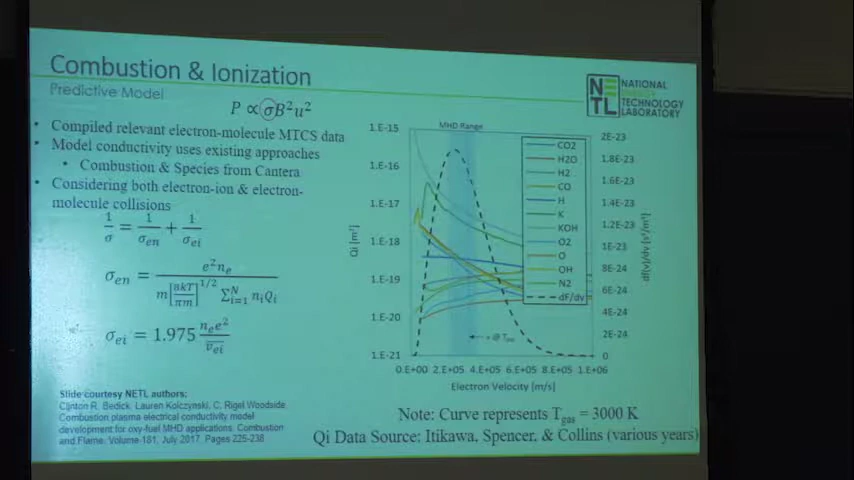 Combustion & Ionization
Predictive Model
P ∝ σB²u²
NETL
NATIONAL
ENERGY
TECHNOLOGY
LABORATORY
• Compiled relevant electron-molecule MTCS data
• Model conductivity uses existing approaches
• Combustion & Species from Cantera
• Considering both electron-ion & electron-
molecule collisions
1/σ = 1/σen + 1/σei
σen = e²ne / m[8kT/πm]^1/2 Σi=1^N niQi
σei = 1.975 nee²/v̄ei
Slide courtesy NETL authors:
Clinton R. Bedick, Lauren Kolczynski, C. Rigel Woodside,
Combustion plasma electrical conductivity model
development for oxy-fuel MHD applications. Combustion
and Flame, Volume 181, July 2017, Pages 225-238
MHD Range
1.E-15
1.E-16
1.E-17
1.E-18
1.E-19
1.E-20
1.E-21
Qi [m²]
CO2
H2O
H2
CO
H
K
KOH
O2
O
OH
N2
dF/dv
2E-23
1.8E-23
1.6E-23
1.4E-23
1.2E-23
1E-23
8E-24
6E-24
4E-24
2E-24
0
0.E+00 2.E+05 4.E+05 6.E+05 8.E+05 1.E+06
Electron Velocity [m/s]
Note: Curve represents Tgas = 3000 K
Qi Data Source: Itikawa, Spencer, & Collins (various years)